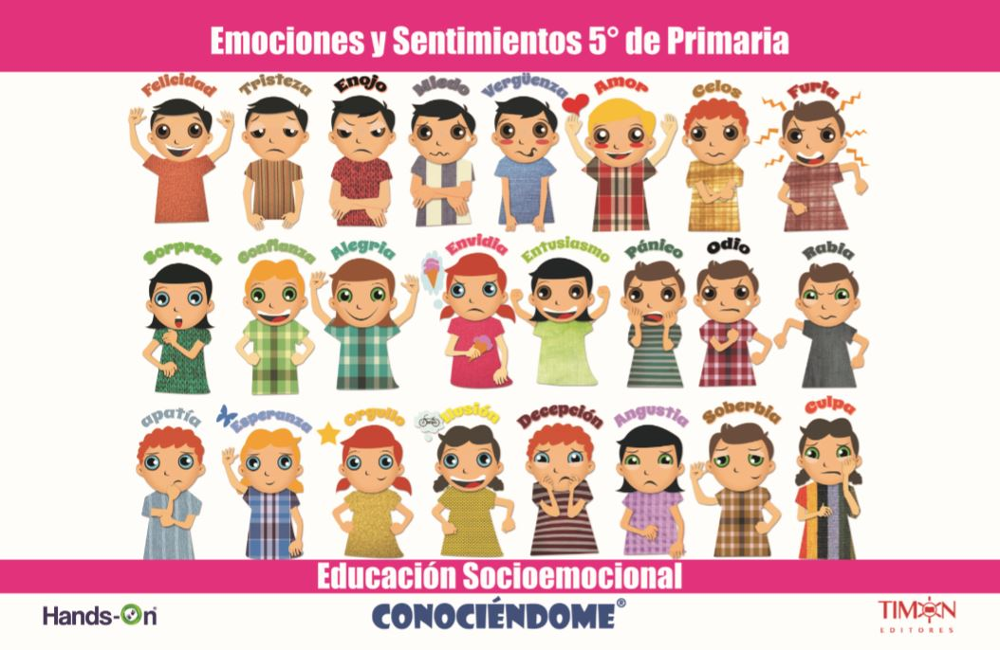 Emociones y Sentimientos 5° de Primaria
Felicidad Tristeza Enojo Miedo Vergüenza Amor Celos Furia
Sorpresa Confianza Alegria Envidia Entusiasmo Pánico Odio Rabia
apatía Esperanza Orgullo Ilusión Decepción Angustia Soberbia Culpa
Educación Socioemocional
Hands-On CONOCIÉNDOME® TIMON
EDITORES